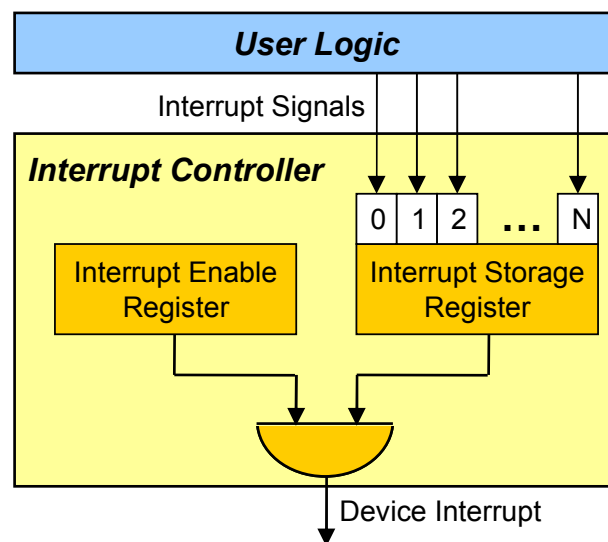 User Logic
Interrupt Signals
Interrupt Controller
0 1 2 ... N
Interrupt Enable
Register
Interrupt Storage
Register
Device Interrupt